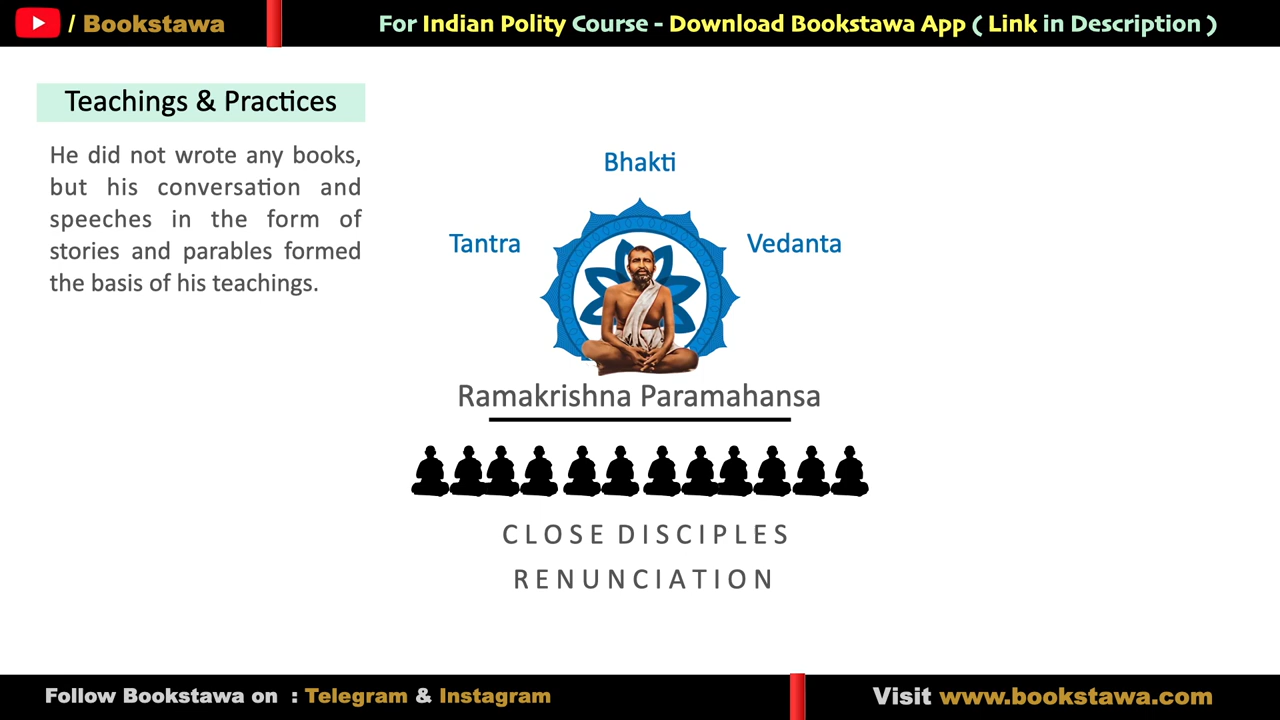 / Bookstawa
For Indian Polity Course - Download Bookstawa App ( Link in Description )
Teachings & Practices
He did not wrote any books,
but his conversation and
speeches in the form of
stories and parables formed
the basis of his teachings.
Bhakti
Tantra
Vedanta
Ramakrishna Paramahansa
CLOSE DISCIPLES
RENUNCIATION
Follow Bookstawa on : Telegram & Instagram
Visit www.bookstawa.com